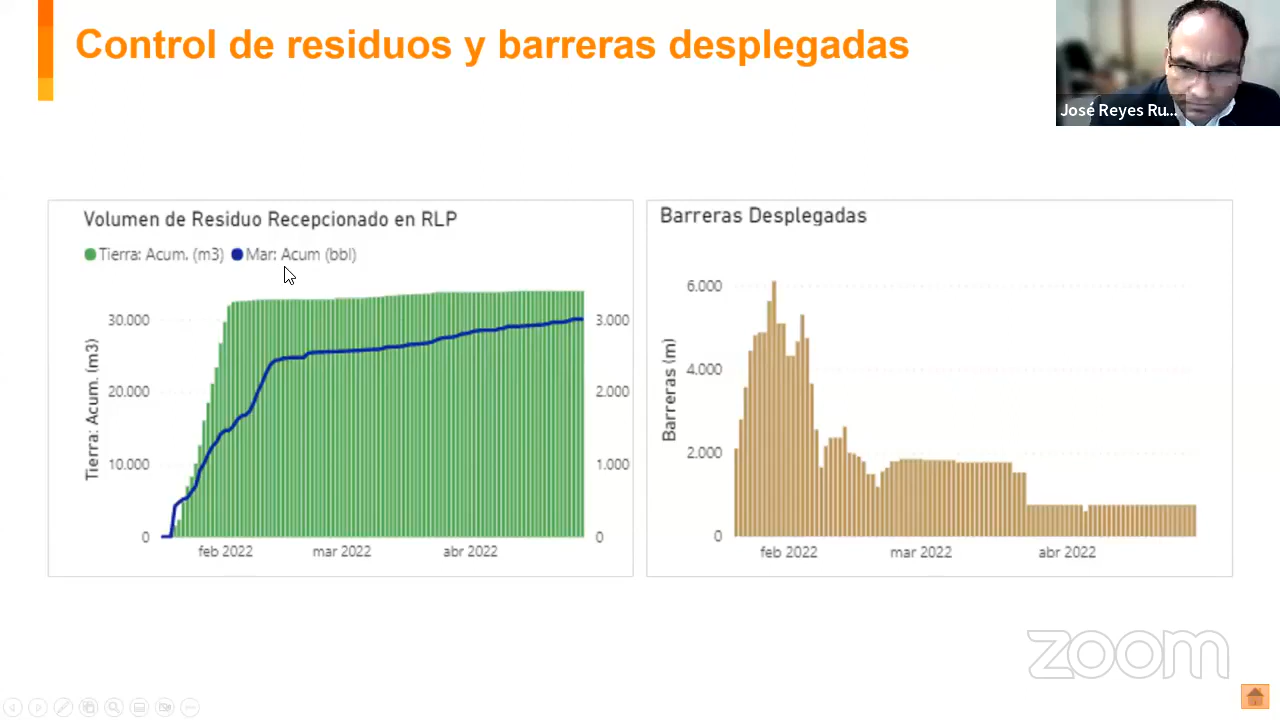 Control de residuos y barreras desplegadas
José Reyes Ru...
Volumen de Residuo Recepcionado en RLP
Tierra: Acum. (m3) Mar: Acum (bbl)
Tierra: Acum. (m3)
30.000
20.000
10.000
0
3.000
2.000
1.000
0
feb 2022 mar 2022 abr 2022
Barreras Desplegadas
Barreras (m)
6.000
4.000
2.000
0
feb 2022 mar 2022 abr 2022
zoom